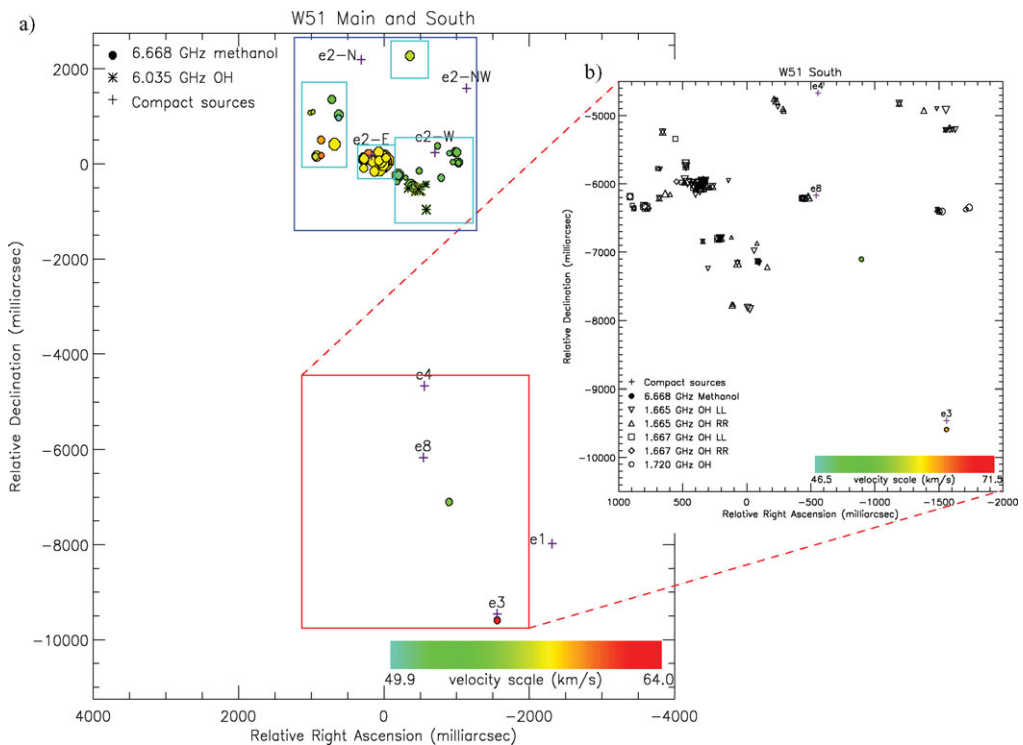 a)
W51 Main and South
6.668 GHz methanol
6.035 GHz OH
Compact sources
e2-N
e2-NW
e2-E
e2-W
e4
e8
e1
e3
2000
0
-2000
-4000
-6000
-8000
-10000
Relative Declination (milliarcsec)
4000
2000
0
-2000
-4000
Relative Right Ascension (milliarcsec)
49.9
velocity scale (km/s)
64.0
b)
W51 South
e4
e8
e3
-5000
-6000
-7000
-8000
-9000
-10000
Relative Declination (milliarcsec)
Compact sources
6.668 GHz Methanol
1.665 GHz OH LL
1.665 GHz OH RR
1.667 GHz OH LL
1.667 GHz OH RR
1.720 GHz OH
46.5
velocity scale (km/s)
71.5
1000
500
0
-500
-1000
-1500
-2000
Relative Right Ascension (milliarcsec)